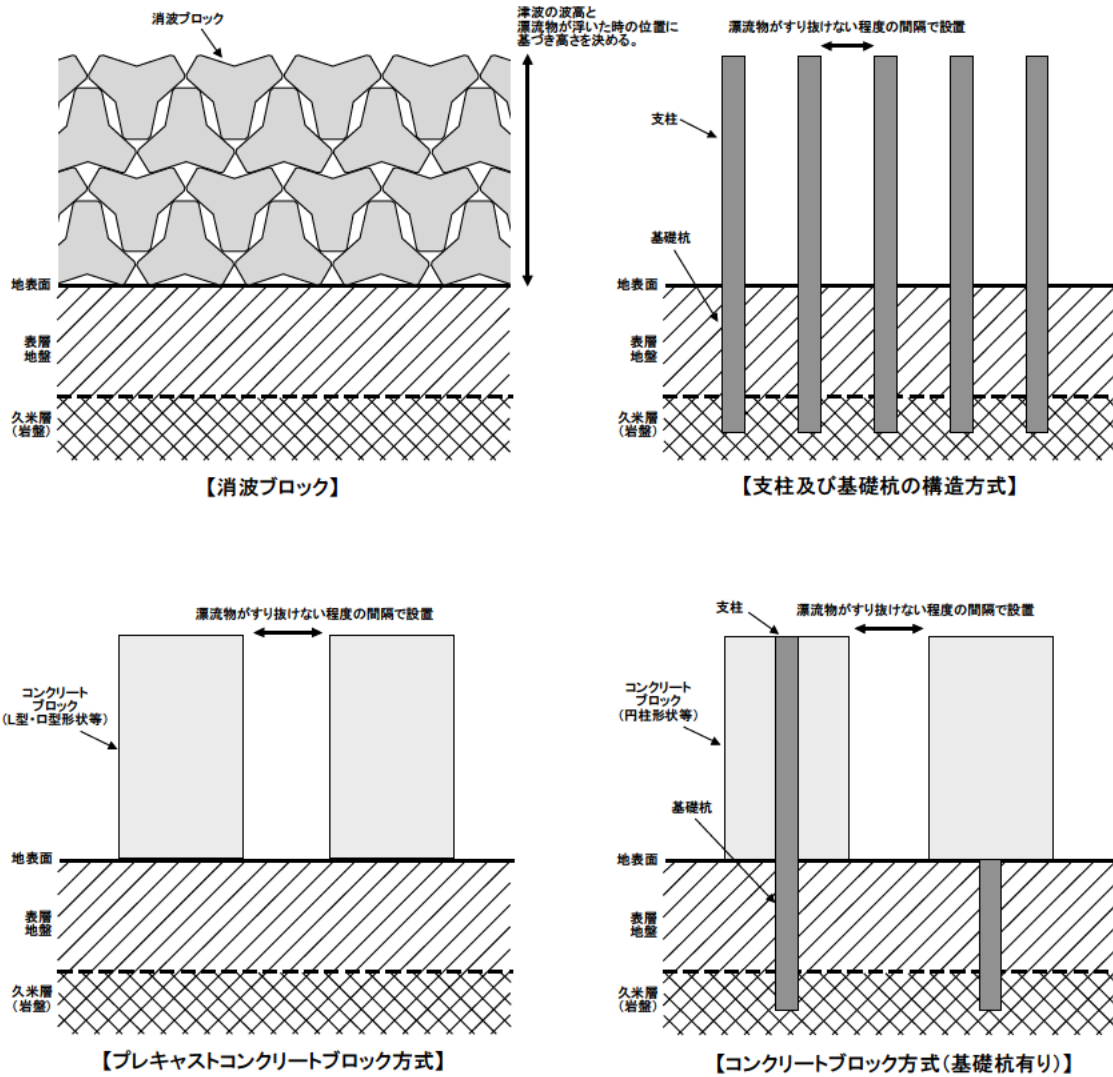 消波ブロック
津波の波高と
漂流物が浮いた時の位置に
基づき高さを決める。
地表面
表層
地盤
久米層
(岩盤)
【消波ブロック】
漂流物がすり抜けない程度の間隔で設置
支柱
基礎杭
地表面
表層
地盤
久米層
(岩盤)
【支柱及び基礎杭の構造方式】
漂流物がすり抜けない程度の間隔で設置
コンクリート
ブロック
(L型・ロ型形状等)
地表面
表層
地盤
久米層
(岩盤)
【プレキャストコンクリートブロック方式】
支柱
漂流物がすり抜けない程度の間隔で設置
コンクリート
ブロック
(円柱形状等)
基礎杭
地表面
表層
地盤
久米層
(岩盤)
【コンクリートブロック方式(基礎杭有り)】